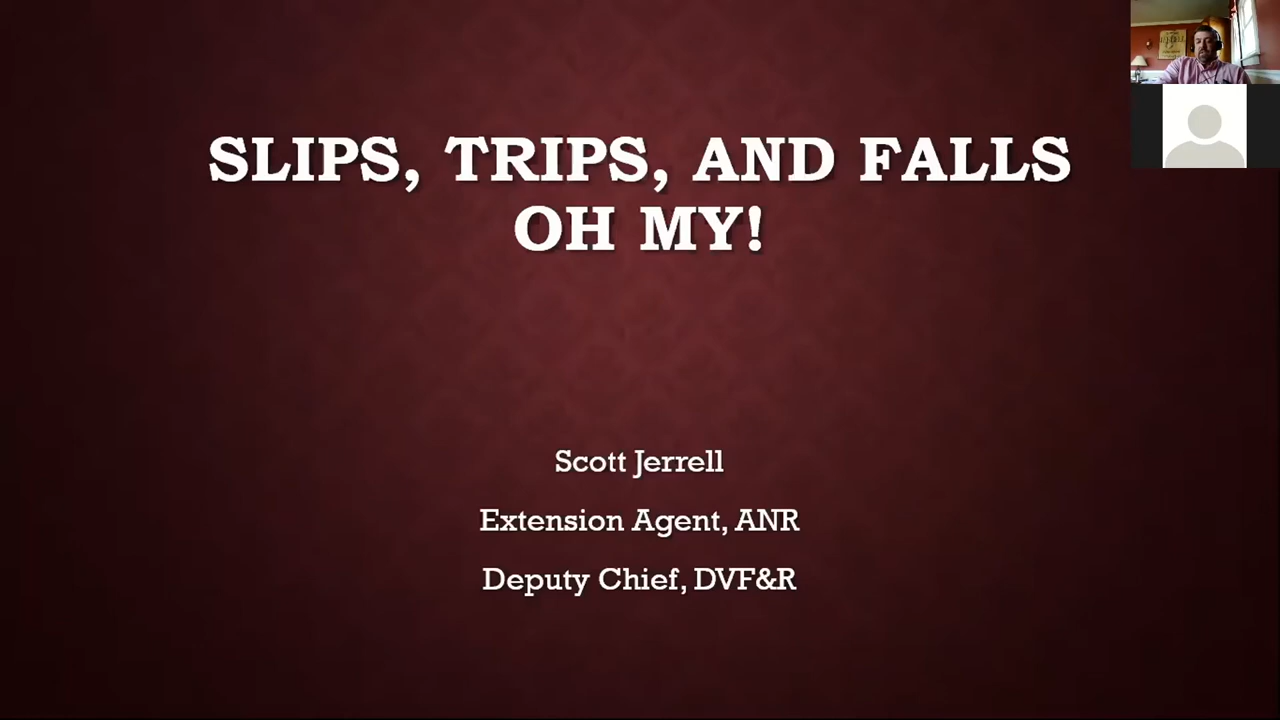 SLIPS, TRIPS, AND FALLS
OH MY!
Scott Jerrell
Extension Agent, ANR
Deputy Chief, DVF&R